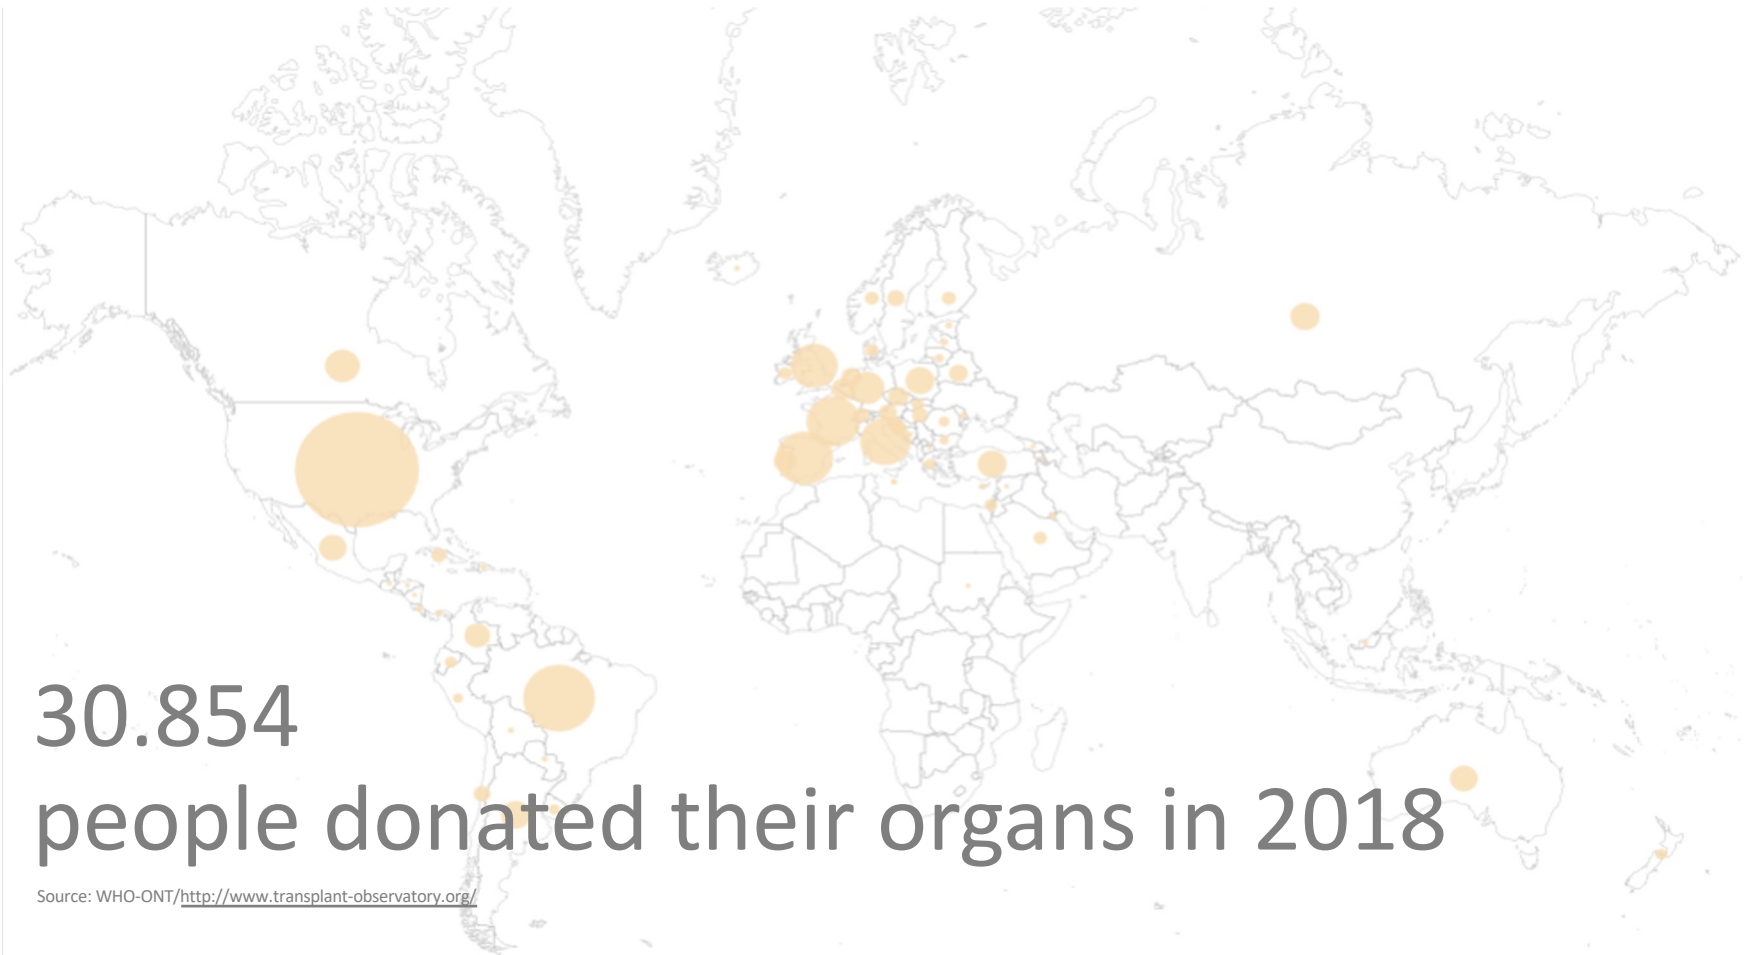 30.854
people donated their organs in 2018
Source: WHO-ONT/http://www.transplant-observatory.org/